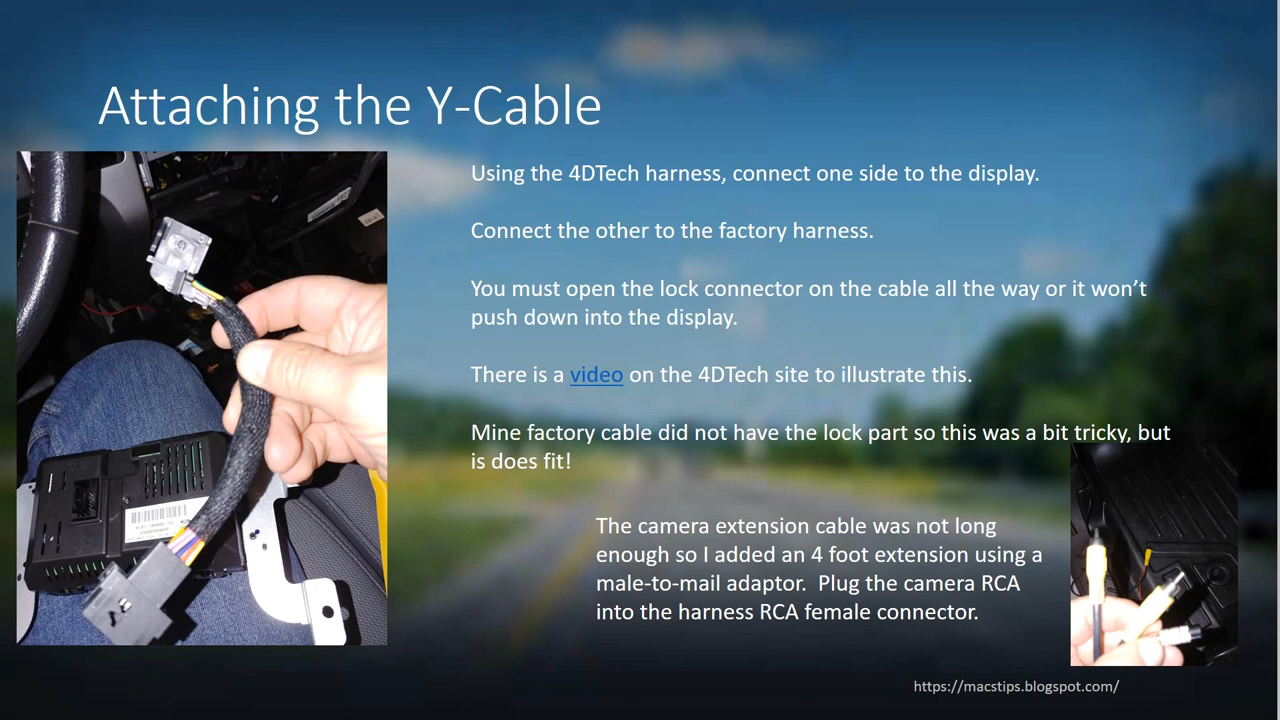 Attaching the Y-Cable
Using the 4DTech harness, connect one side to the display.
Connect the other to the factory harness.
You must open the lock connector on the cable all the way or it won’t
push down into the display.
There is a video on the 4DTech site to illustrate this.
Mine factory cable did not have the lock part so this was a bit tricky, but
is does fit!
The camera extension cable was not long
enough so I added an 4 foot extension using a
male-to-mail adaptor.  Plug the camera RCA
into the harness RCA female connector.
https://macstips.blogspot.com/